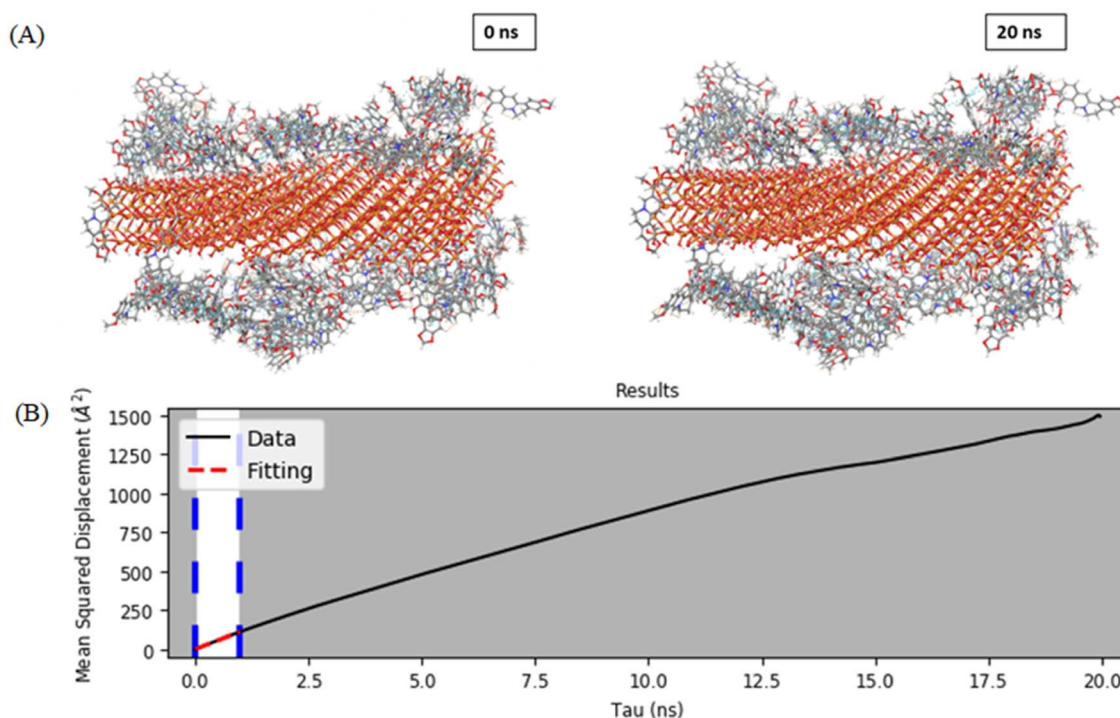 (A)
0 ns
20 ns
(B)
Results
Mean Squared Displacement (Å²)
1500
1250
1000
750
500
250
0
Data
Fitting
0.0 2.5 5.0 7.5 10.0 12.5 15.0 17.5 20.0
Tau (ns)